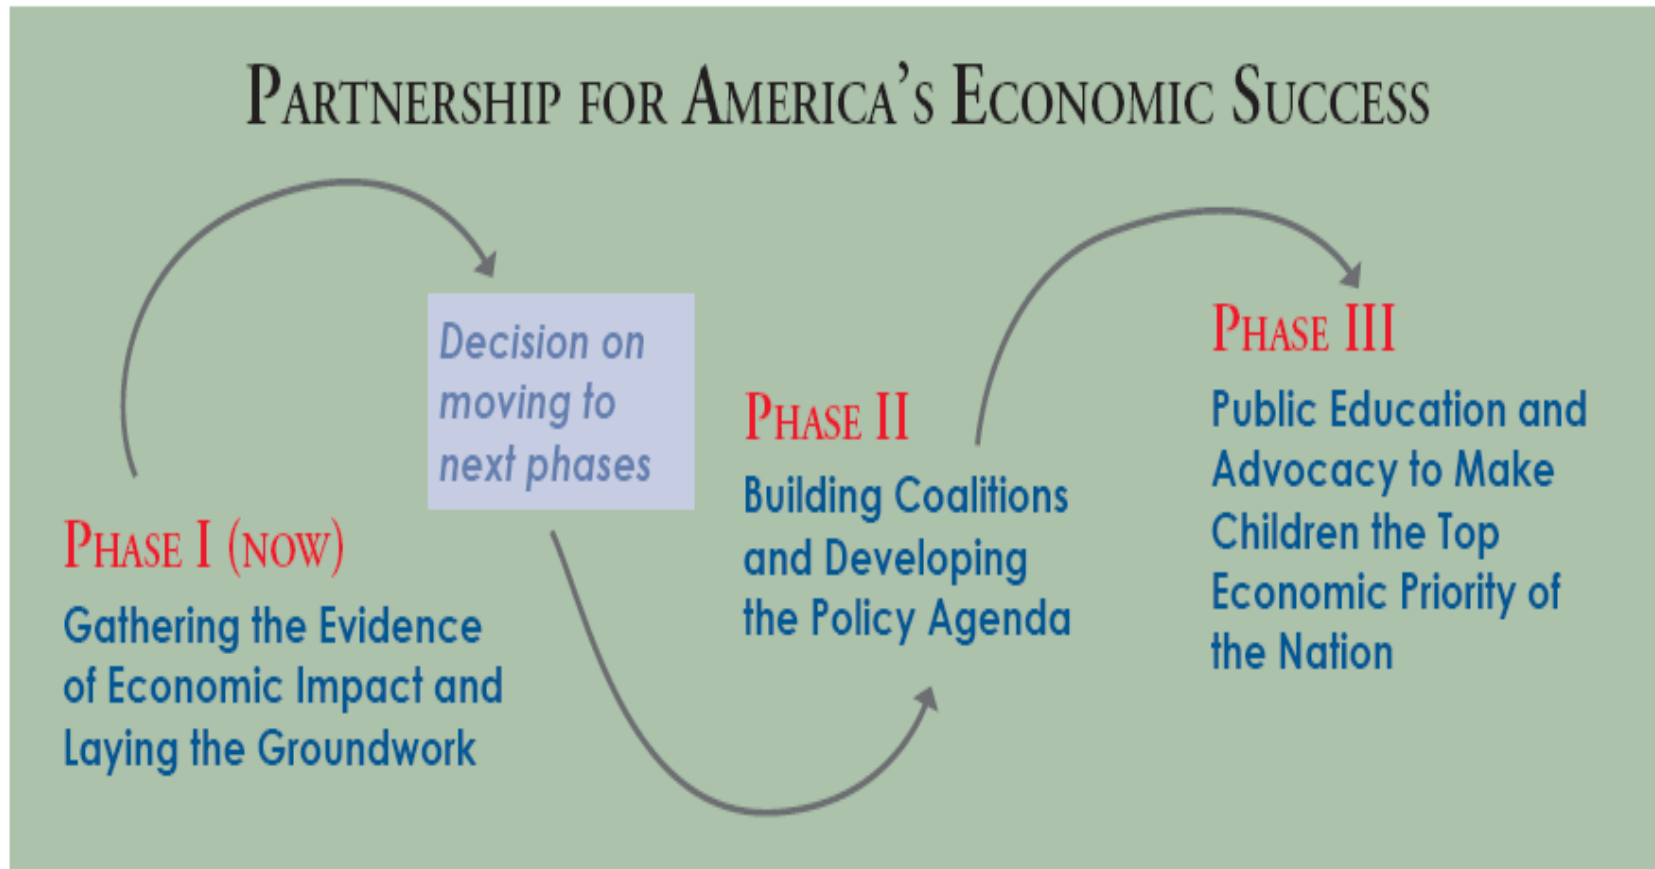 PARTNERSHIP FOR AMERICA'S ECONOMIC SUCCESS
PHASE I (NOW)
Gathering the Evidence
of Economic Impact and
Laying the Groundwork
Decision on
moving to
next phases
PHASE II
Building Coalitions
and Developing
the Policy Agenda
PHASE III
Public Education and
Advocacy to Make
Children the Top
Economic Priority of
the Nation